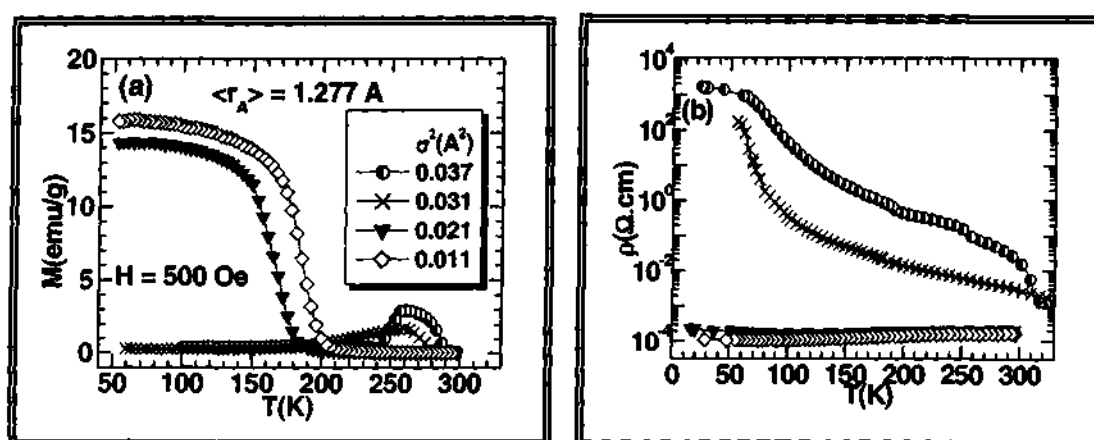 20
15
10
5
0
M(emu/g)
(a)
<r_A> = 1.277 A
σ²(A²)
0.037
0.031
0.021
0.011
H = 500 Oe
50 100 150 200 250 300
T(K)
10⁴
10²
10⁰
10⁻²
10⁻⁴
ρ(Ω.cm)
(b)
0 50 100 150 200 250 300
T(K)